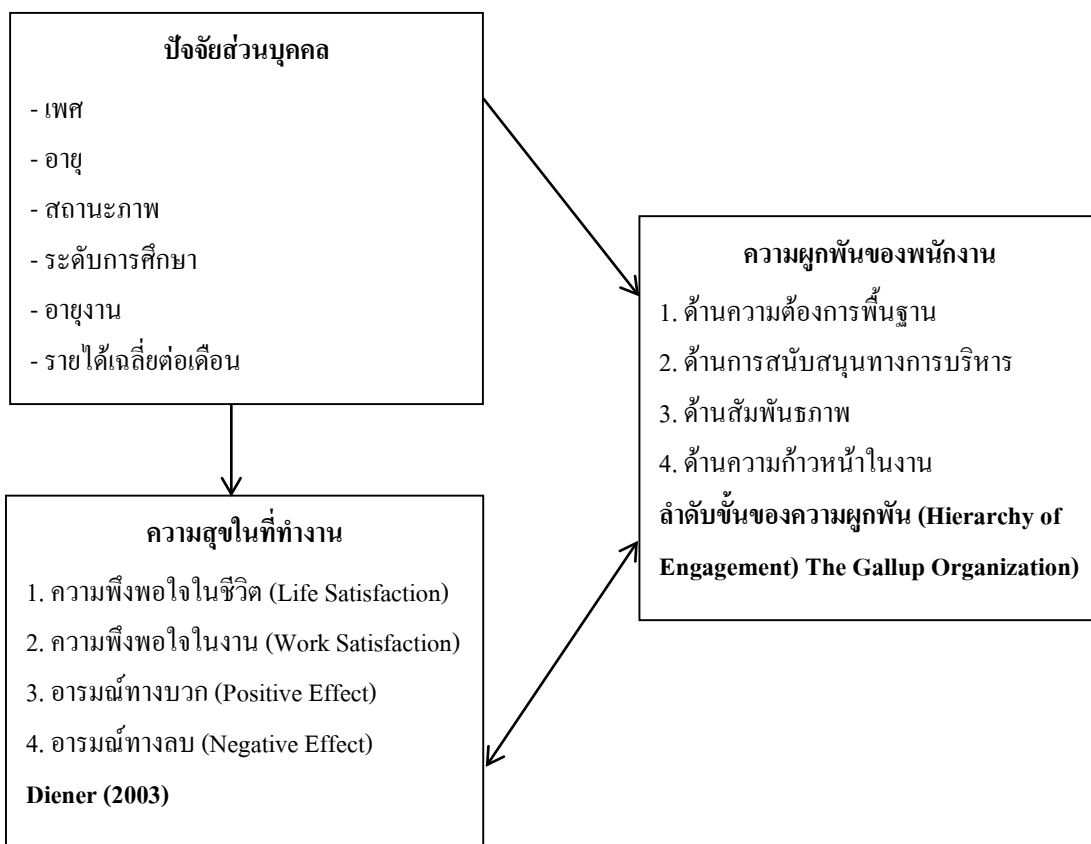 ปัจจัยส่วนบุคคล
- เพศ
- อายุ
- สถานะภาพ
- ระดับการศึกษา
- อายุงาน
- รายได้เฉลี่ยต่อเดือน
ความผูกพันของพนักงาน
1. ด้านความต้องการพื้นฐาน
2. ด้านการสนับสนุนทางการบริหาร
3. ด้านสัมพันธภาพ
4. ด้านความก้าวหน้าในงาน
ลำดับขั้นของความผูกพัน (Hierarchy of
Engagement) The Gallup Organization)
ความสุขในที่ทำงาน
1. ความพึงพอใจในชีวิต (Life Satisfaction)
2. ความพึงพอใจในงาน (Work Satisfaction)
3. อารมณ์ทางบวก (Positive Effect)
4. อารมณ์ทางลบ (Negative Effect)
Diener (2003)